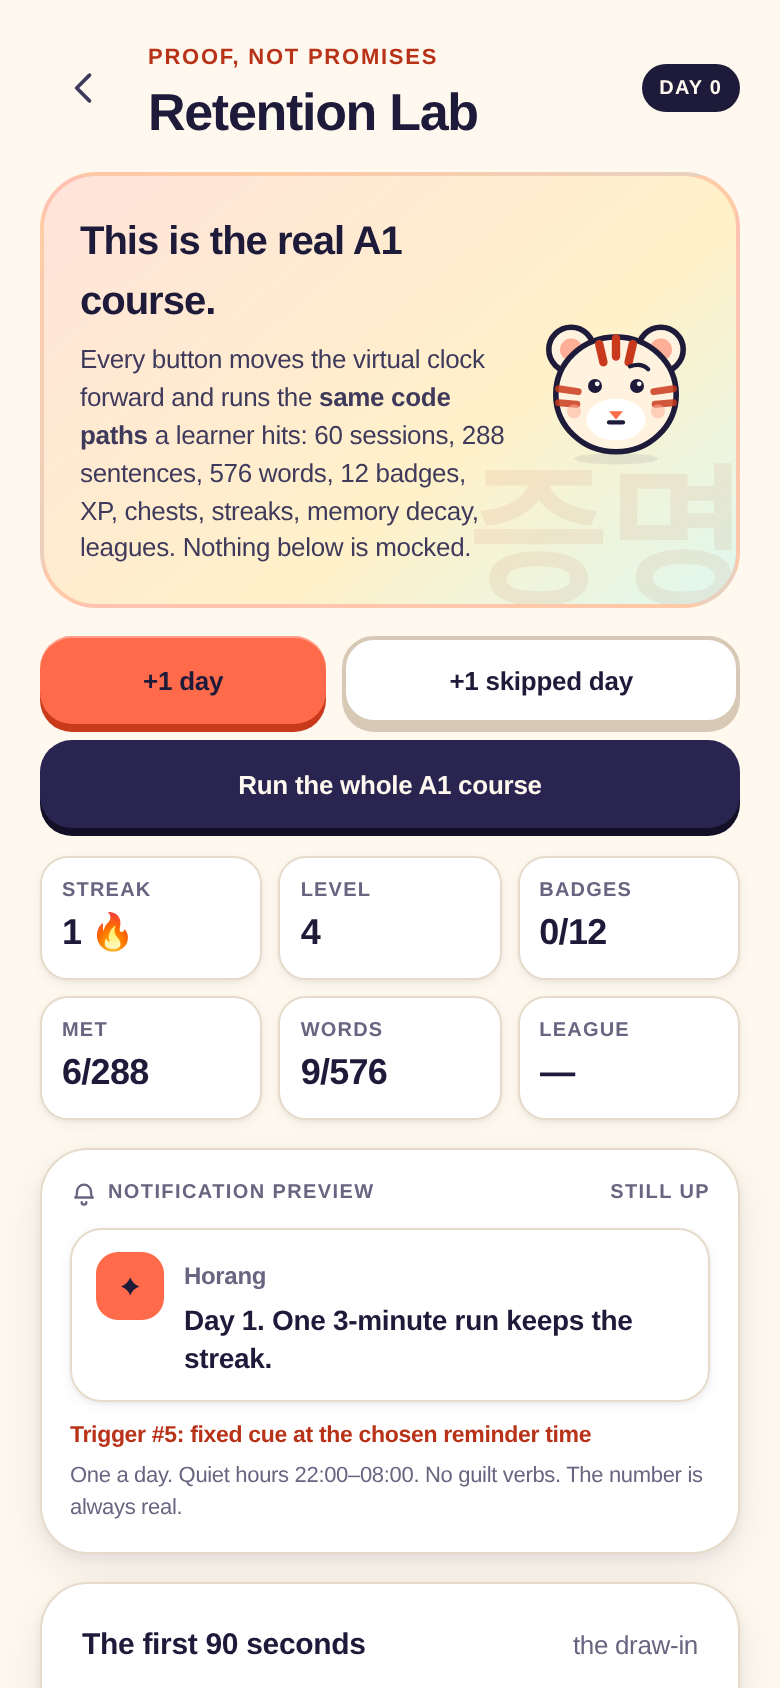 PROOF, NOT PROMISES
Retention Lab
DAY 0
This is the real A1
course.
Every button moves the virtual clock
forward and runs the same code
paths a learner hits: 60 sessions, 288
sentences, 576 words, 12 badges,
XP, chests, streaks, memory decay,
leagues. Nothing below is mocked.
증명
+1 day
+1 skipped day
Run the whole A1 course
STREAK
1 🔥
LEVEL
4
BADGES
0/12
MET
6/288
WORDS
9/576
LEAGUE
—
NOTIFICATION PREVIEW
STILL UP
Horang
Day 1. One 3-minute run keeps the
streak.
Trigger #5: fixed cue at the chosen reminder time
One a day. Quiet hours 22:00–08:00. No guilt verbs. The number is
always real.
The first 90 seconds
the draw-in